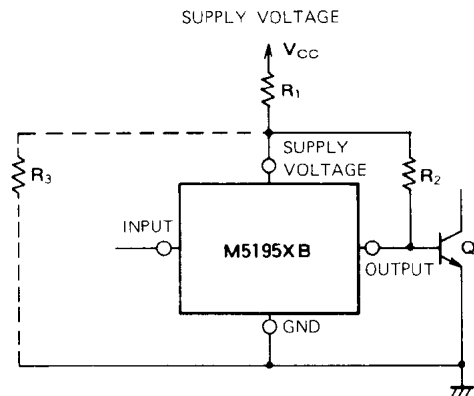 SUPPLY VOLTAGE
VCC
R1
SUPPLY
VOLTAGE
R3
R2
INPUT
M5195XB
OUTPUT
Q
GND